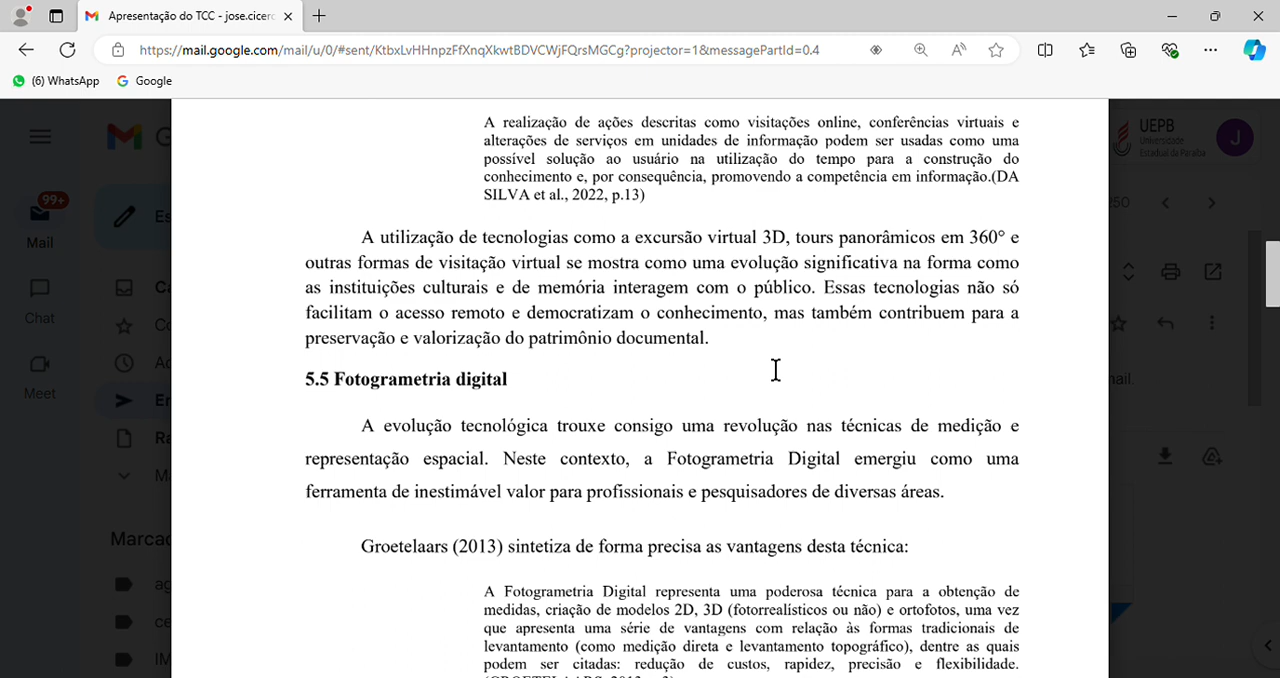 Apresentação do TCC - jose.cicero
https://mail.google.com/mail/u/0/#sent/KtbxLvHHnpzFfXnqXkwtBDVCWjFQrsMGCg?projector=1&messagePartId=0.4
(6) WhatsApp
Google
A realização de ações descritas como visitações online, conferências virtuais e
alterações de serviços em unidades de informação podem ser usadas como uma
possível solução ao usuário na utilização do tempo para a construção do
conhecimento e, por consequência, promovendo a competência em informação.(DA
SILVA et al., 2022, p.13)
A utilização de tecnologias como a excursão virtual 3D, tours panorâmicos em 360° e
outras formas de visitação virtual se mostra como uma evolução significativa na forma como
as instituições culturais e de memória interagem com o público. Essas tecnologias não só
facilitam o acesso remoto e democratizam o conhecimento, mas também contribuem para a
preservação e valorização do patrimônio documental.
5.5 Fotogrametria digital
A evolução tecnológica trouxe consigo uma revolução nas técnicas de medição e
representação espacial. Neste contexto, a Fotogrametria Digital emergiu como uma
ferramenta de inestimável valor para profissionais e pesquisadores de diversas áreas.
Groetelaars (2013) sintetiza de forma precisa as vantagens desta técnica:
A Fotogrametria Digital representa uma poderosa técnica para a obtenção de
medidas, criação de modelos 2D, 3D (fotorrealísticos ou não) e ortofotos, uma vez
que apresenta uma série de vantagens com relação às formas tradicionais de
levantamento (como medição direta e levantamento topográfico), dentre as quais
podem ser citadas: redução de custos, rapidez, precisão e flexibilidade.
99+
Mail
Chat
Meet
Marcad
UEPB
Universidade
Estadual da Paraíba
J
mail.